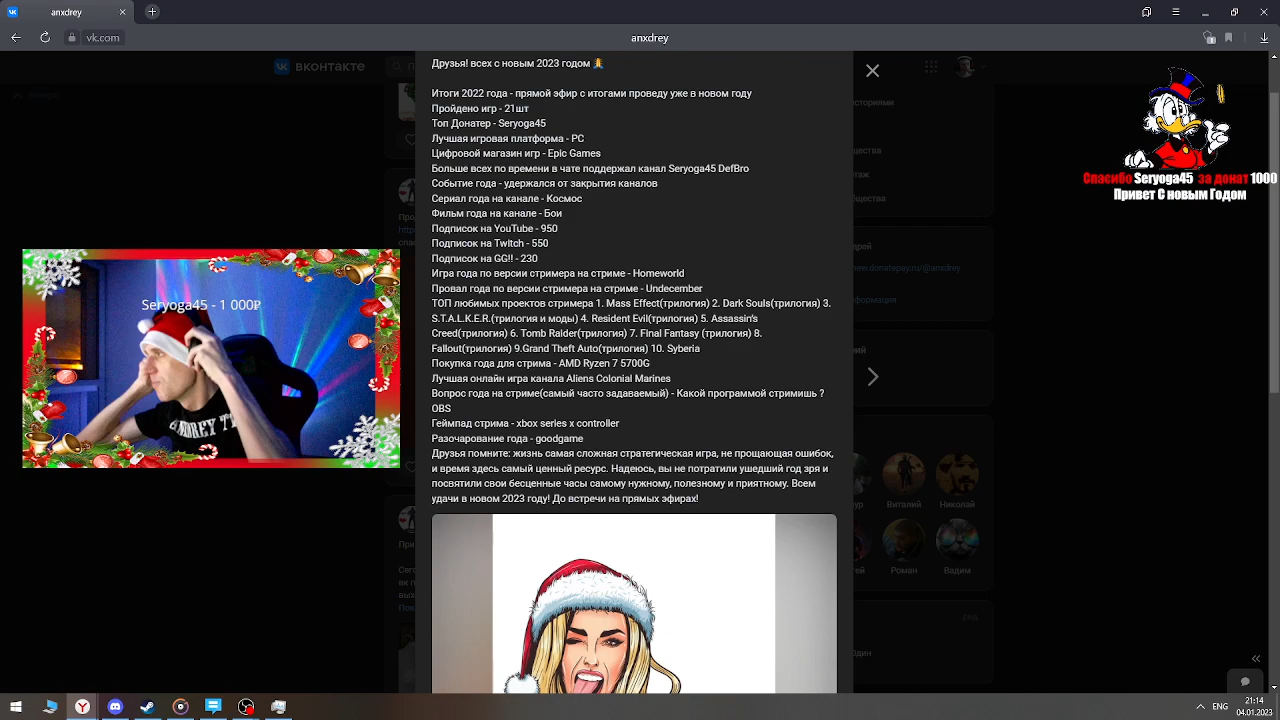 anxdrey
vk.com
anxdrey
вконтакте
Друзья! всех с новым 2023 годом
Итоги 2022 года - прямой эфир с итогами проведу уже в новом году
Пройдено игр - 21шт
Топ Донатер - Seryoga45
Лучшая игровая платформа - PC
Цифровой магазин игр - Epic Games
Больше всего по времени в чате поддержал канал Seryoga45 DefBro
Событие года - удержался от закрытия каналов
Сериал года на канале - Космос
Фильм года на канале - Бои
Подписок на YouTube - 950
Подписок на Twitch - 550
Подписок на GG!! - 230
Игра года по версии стримера на стриме - Homeworld
Провал года по версии стримера на стриме - Undecember
ТОП любимых проектов стримера 1. Mass Effect(трилогия) 2. Dark Souls(трилогия) 3.
S.T.A.L.K.E.R.(трилогия и моды) 4. Resident Evil(трилогия) 5. Assassin's
Creed(трилогия) 6. Tomb Raider(трилогия) 7. Final Fantasy (трилогия) 8.
Fallout(трилогия) 9.Grand Theft Auto(трилогия) 10. Syberia
Покупка года для стрима - AMD Ryzen 7 5700G
Лучшая онлайн игра канала Aliens Colonial Marines
Вопрос года на стриме(самый часто задаваемый) - Какой программой стримишь ?
OBS
Геймпад стрима - xbox series x controller
Разочарование года - goodgame
Друзья помните: жизнь самая сложная стратегическая игра, не прощающая ошибок,
и время здесь самый ценный ресурс. Надеюсь, вы не потратили ушедший год зря и
посвятили свои бесценные часы самому нужному, полезному и приятному. Всем
удачи в новом 2023 году! До встречи на прямых эфирах!
Seryoga45 - 1 000₽
Спасибо Seryoga45 за донат 1000
Привет С новым Годом
историями
Виталий
Николай
Роман
Вадим
ENG
21:14
04.01.2023